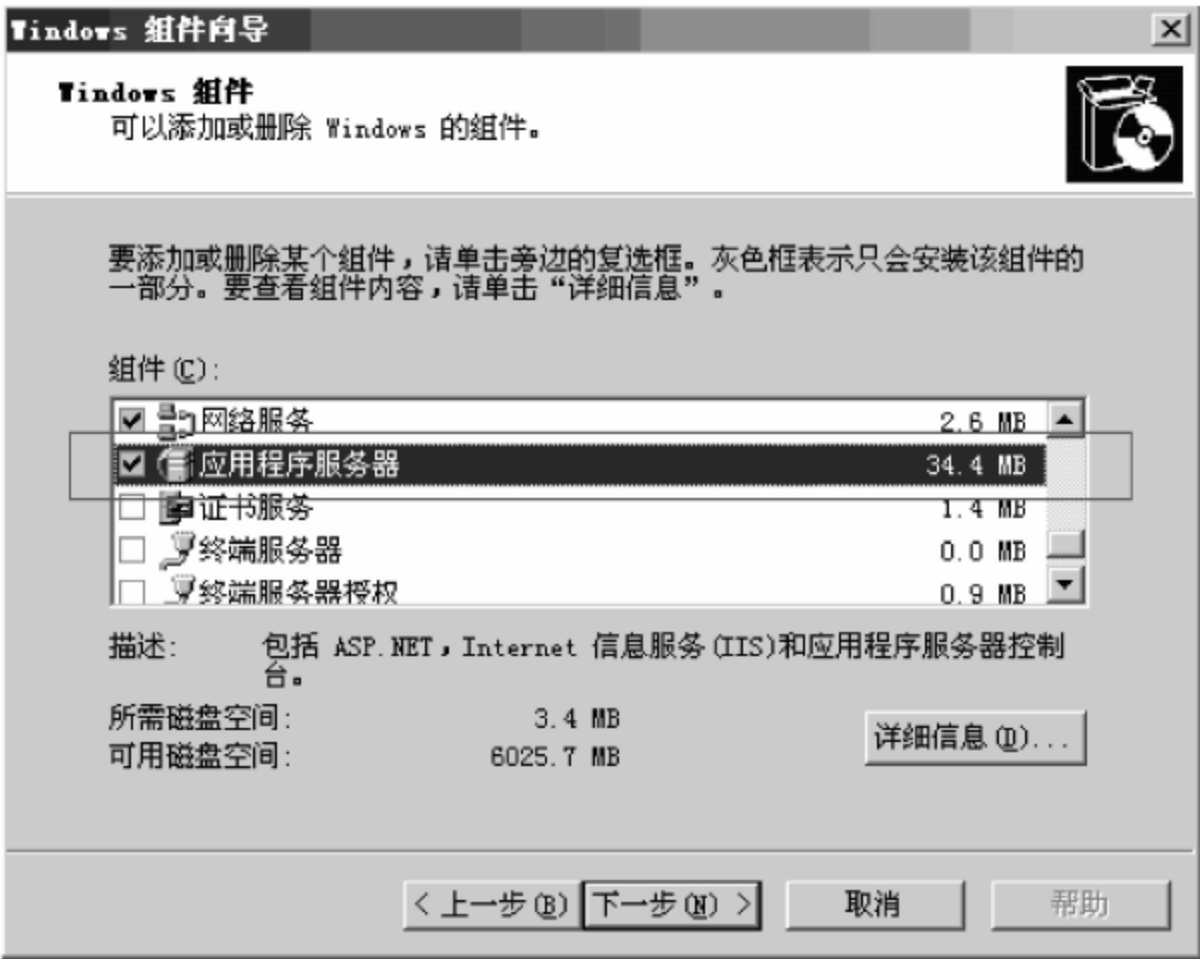 Windows 组件向导
Windows 组件
可以添加或删除 Windows 的组件。
要添加或删除某个组件，请单击旁边的复选框。灰色框表示只会安装该组件的
一部分。要查看组件内容，请单击“详细信息”。
组件(C):
网络服务 2.6 MB
应用程序服务器 34.4 MB
证书服务 1.4 MB
终端服务器 0.0 MB
终端服务器授权 0.9 MB
描述: 包括 ASP.NET，Internet 信息服务(IIS)和应用程序服务器控制
台。
所需磁盘空间: 3.4 MB
可用磁盘空间: 6025.7 MB
详细信息(D)...
< 上一步(B) 下一步(N) > 取消 帮助